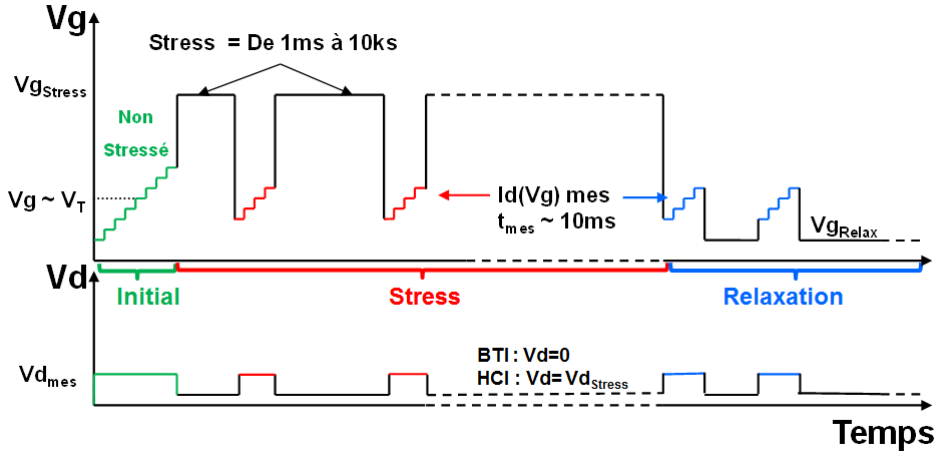 Vg
Stress = De 1ms à 10ks
VgStress
Non
Stressé
Vg ~ VT
Id(Vg) mes
tmes ~ 10ms
VgRelax
Vd
Initial
Stress
Relaxation
BTI : Vd=0
HCI : Vd= VdStress
Vdmes
Temps